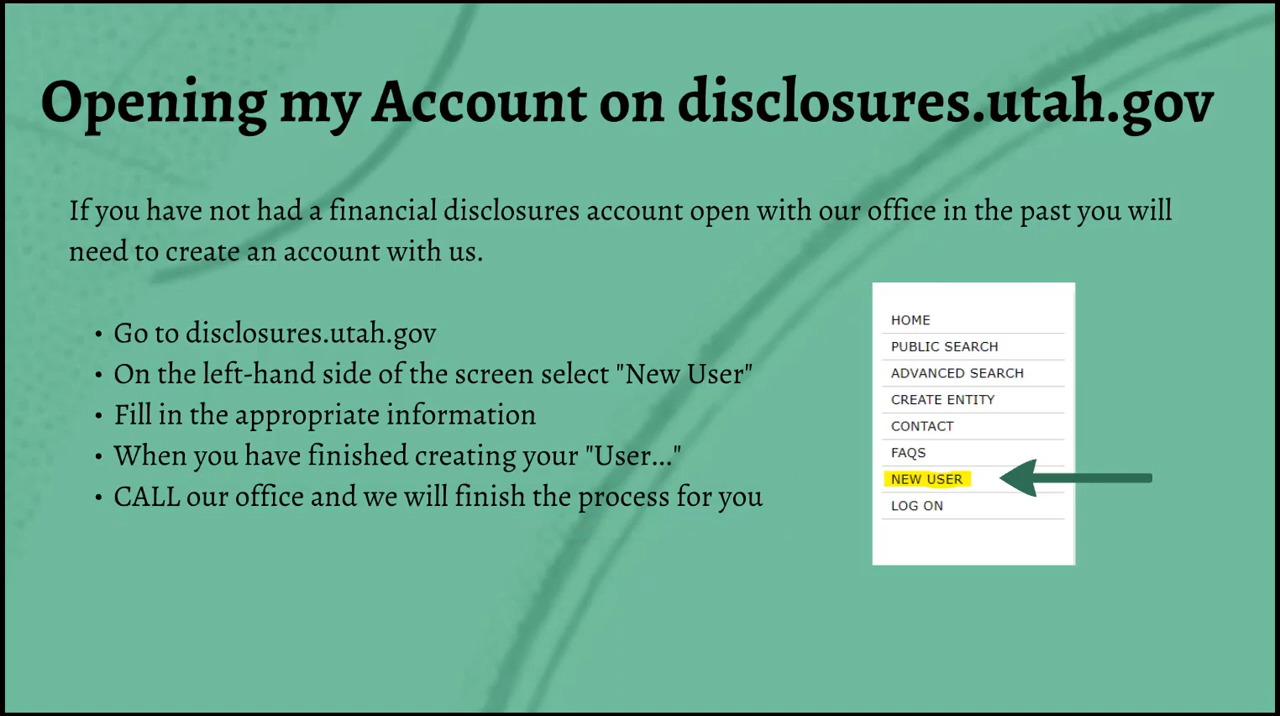 Opening my Account on disclosures.utah.gov
If you have not had a financial disclosures account open with our office in the past you will
need to create an account with us.
• Go to disclosures.utah.gov
• On the left-hand side of the screen select "New User"
• Fill in the appropriate information
• When you have finished creating your "User..."
• CALL our office and we will finish the process for you
HOME
PUBLIC SEARCH
ADVANCED SEARCH
CREATE ENTITY
CONTACT
FAQS
NEW USER
LOG ON